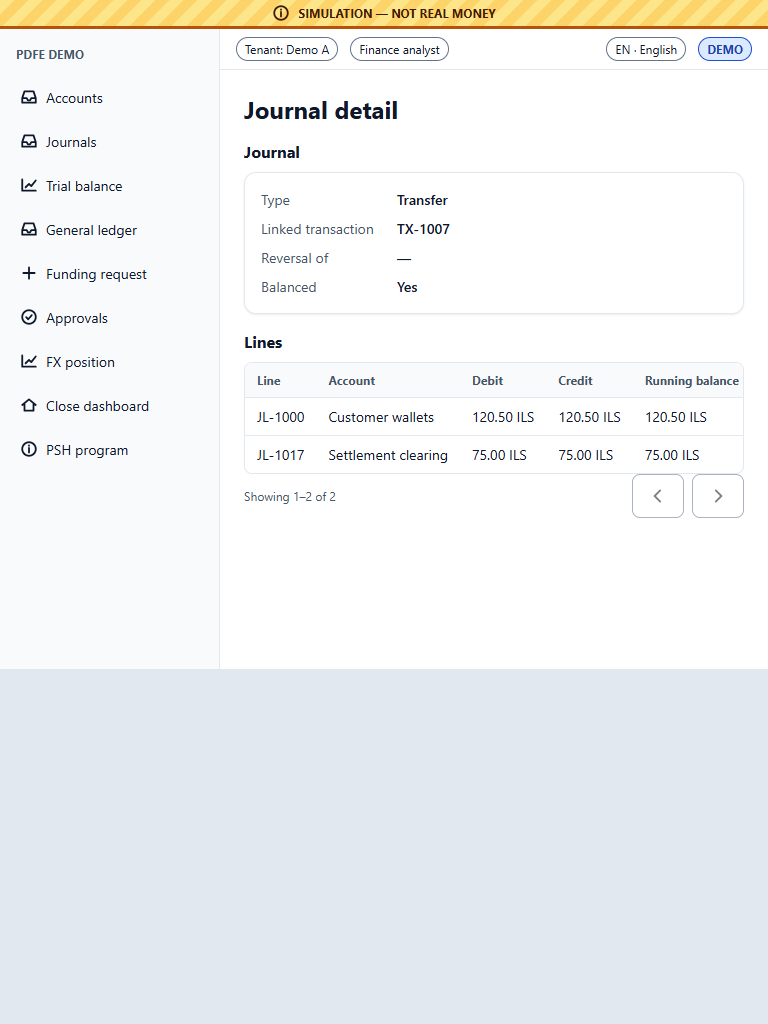 SIMULATION — NOT REAL MONEY
PDFE DEMO
Tenant: Demo A
Finance analyst
EN · English
DEMO
Accounts
Journals
Trial balance
General ledger
Funding request
Approvals
FX position
Close dashboard
PSH program
Journal detail
Journal
Type Transfer
Linked transaction TX-1007
Reversal of —
Balanced Yes
Lines
Line Account Debit Credit Running balance
JL-1000 Customer wallets 120.50 ILS 120.50 ILS 120.50 ILS
JL-1017 Settlement clearing 75.00 ILS 75.00 ILS 75.00 ILS
Showing 1–2 of 2